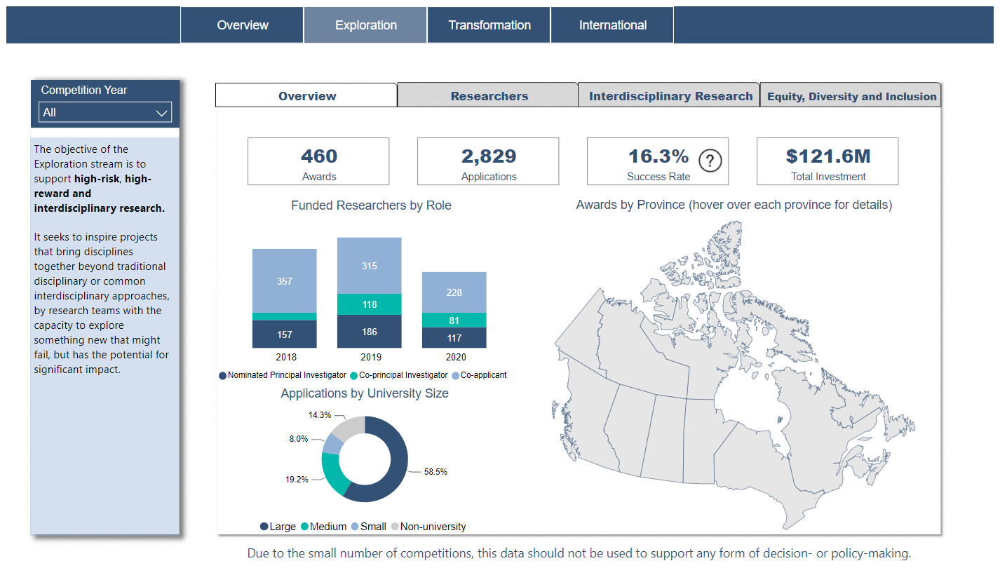 Overview
Exploration
Transformation
International
Competition Year
All
The objective of the
Exploration stream is to
support high-risk, high-
reward and
interdisciplinary research.
It seeks to inspire projects
that bring disciplines
together beyond traditional
disciplinary or common
interdisciplinary approaches,
by research teams with the
capacity to explore
something new that might
fail, but has the potential for
significant impact.
Overview
Researchers
Interdisciplinary Research
Equity, Diversity and Inclusion
460
Awards
2,829
Applications
16.3%
Success Rate
?
$121.6M
Total Investment
Funded Researchers by Role
357
157
2018
315
118
186
2019
228
81
117
2020
Nominated Principal Investigator Co-principal Investigator Co-applicant
Applications by University Size
14.3%
8.0%
19.2%
58.5%
Large Medium Small Non-university
Awards by Province (hover over each province for details)
Due to the small number of competitions, this data should not be used to support any form of decision- or policy-making.